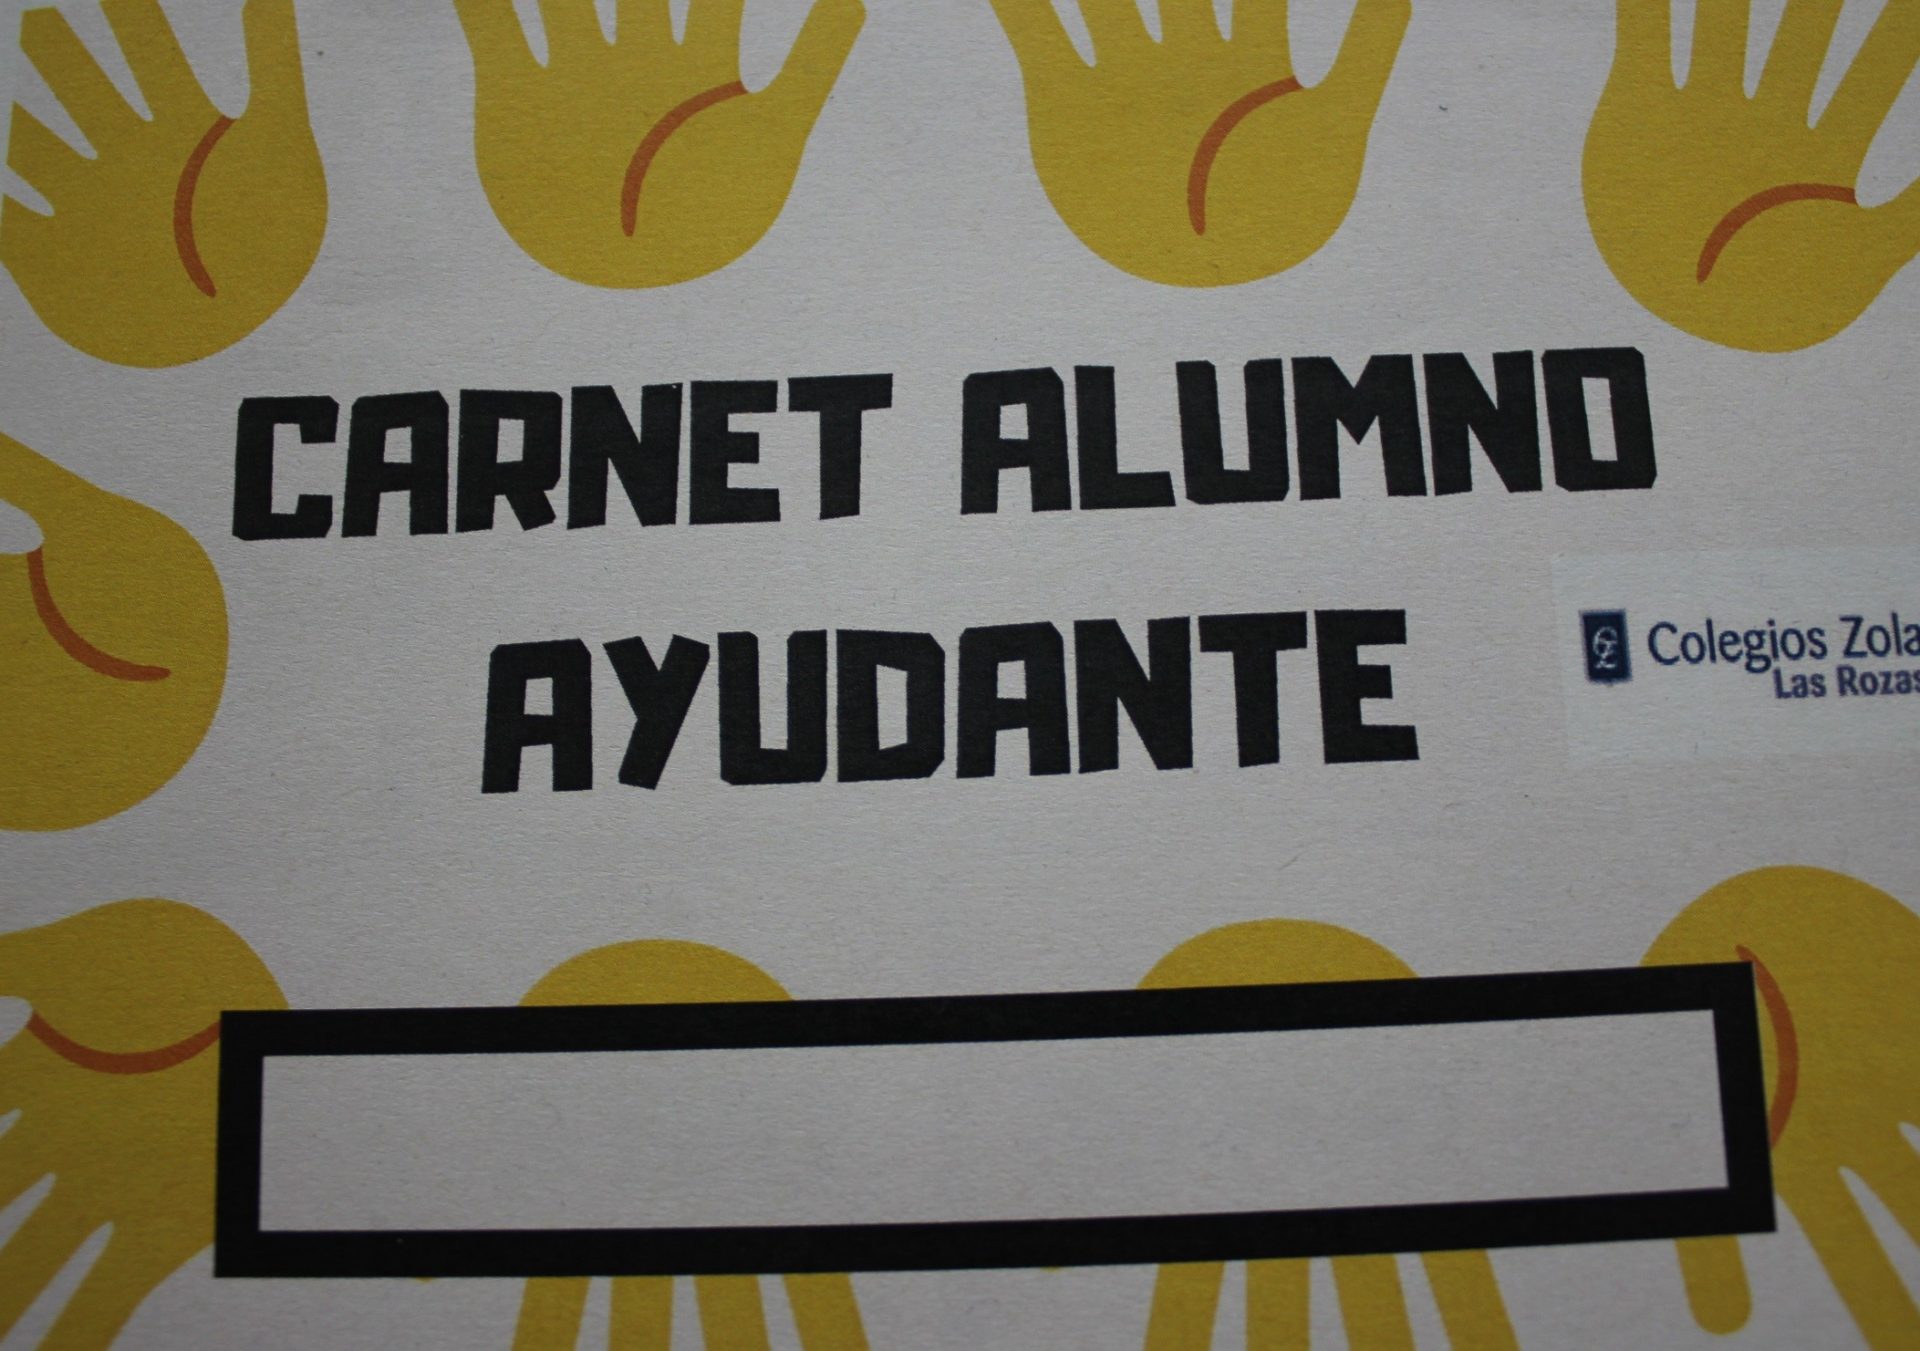 CARNET ALUMNO
AYUDANTE
Colegios Zola
Las Rozas